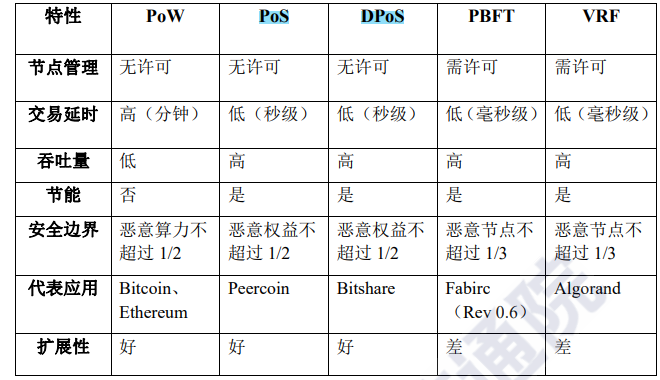 特性 PoW PoS DPoS PBFT VRF
节点管理 无许可 无许可 无许可 需许可 需许可
交易延时 高（分钟） 低（秒级） 低（秒级） 低（毫秒级） 低（毫秒级）
吞吐量 低 高 高 高 高
节能 否 是 是 是 是
安全边界 恶意算力不 恶意权益不 恶意权益不 恶意节点不 恶意节点不
超过 1/2 超过 1/2 超过 1/2 超过 1/3 超过 1/3
代表应用 Bitcoin、 Peercoin Bitshare Fabirc Algorand
Ethereum （Rev 0.6）
扩展性 好 好 好 差 差
通院